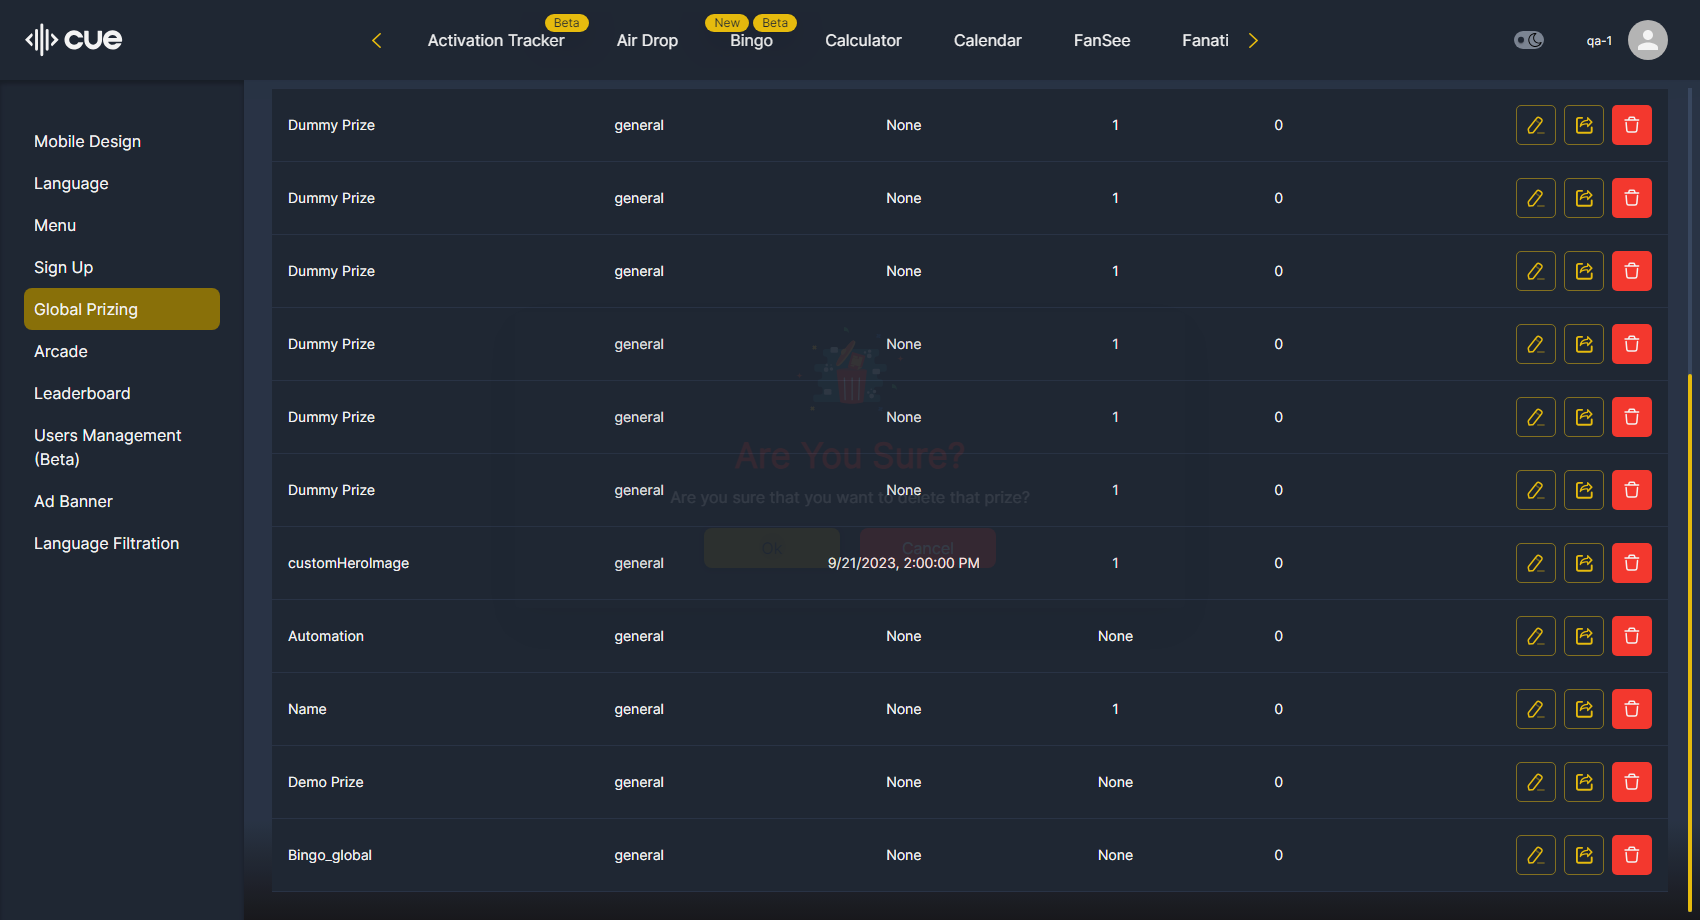 cue
Activation Tracker Beta
Air Drop
Bingo New Beta
Calculator
Calendar
FanSee
Fanati
qa-1
Mobile Design
Language
Menu
Sign Up
Global Prizing
Arcade
Leaderboard
Users Management
(Beta)
Ad Banner
Language Filtration
Dummy Prize general None 1 0
Dummy Prize general None 1 0
Dummy Prize general None 1 0
Dummy Prize general None 1 0
Dummy Prize general None 1 0
Dummy Prize general None 1 0
customHeroImage general 9/21/2023, 2:00:00 PM 1 0
Automation general None None 0
Name general None 1 0
Demo Prize general None None 0
Bingo_global general None None 0
Are You Sure?
Are you sure that you want to delete that prize?
Ok
Cancel